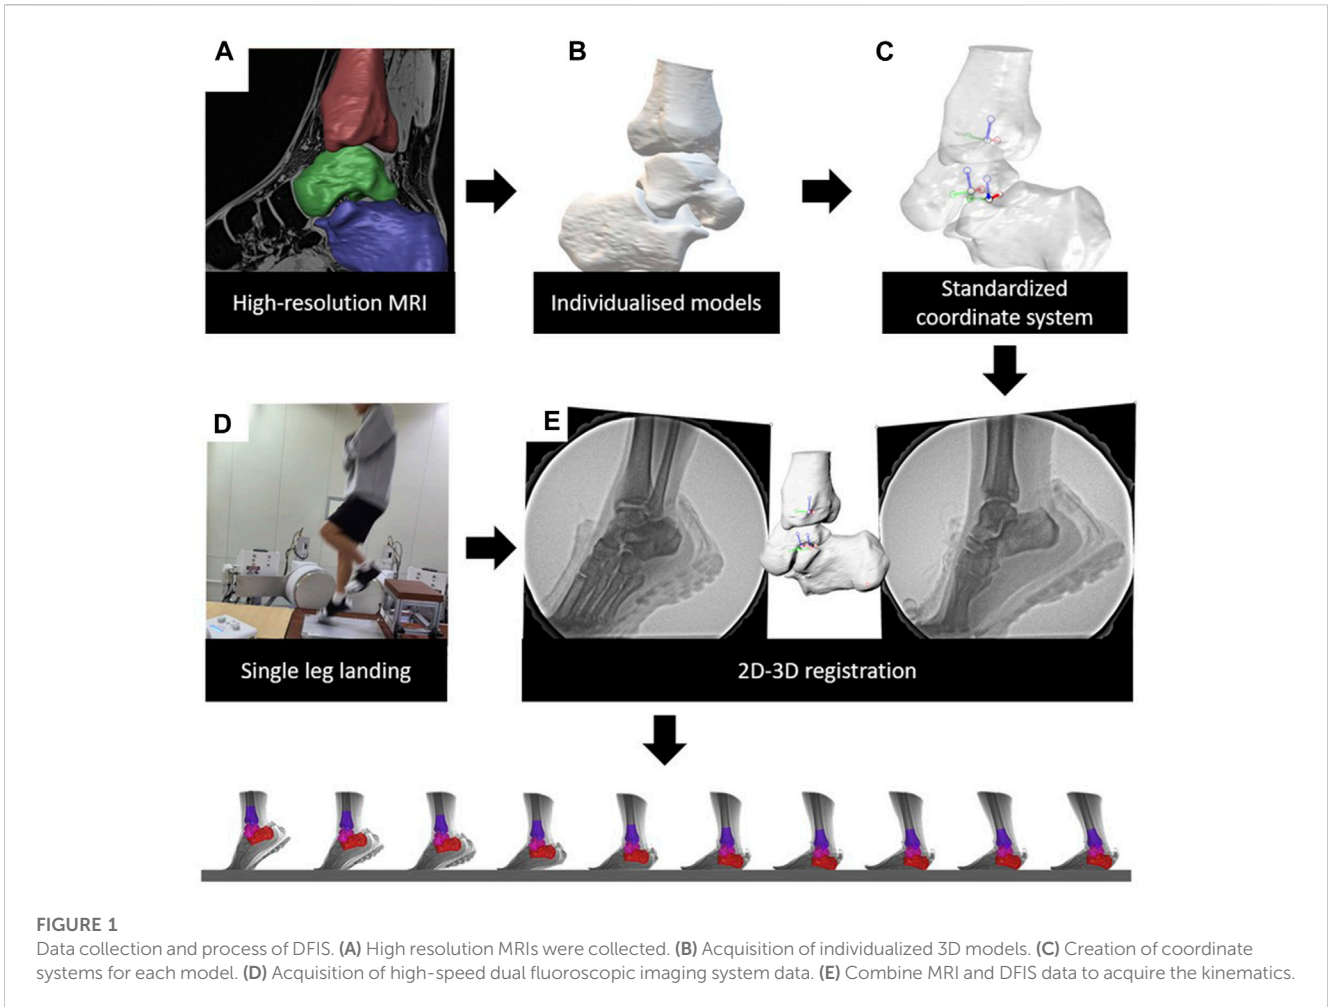 A
B
C
High-resolution MRI
Individualised models
Standardized
coordinate system
D
E
Single leg landing
2D-3D registration
FIGURE 1
Data collection and process of DFIS. (A) High resolution MRIs were collected. (B) Acquisition of individualized 3D models. (C) Creation of coordinate
systems for each model. (D) Acquisition of high-speed dual fluoroscopic imaging system data. (E) Combine MRI and DFIS data to acquire the kinematics.